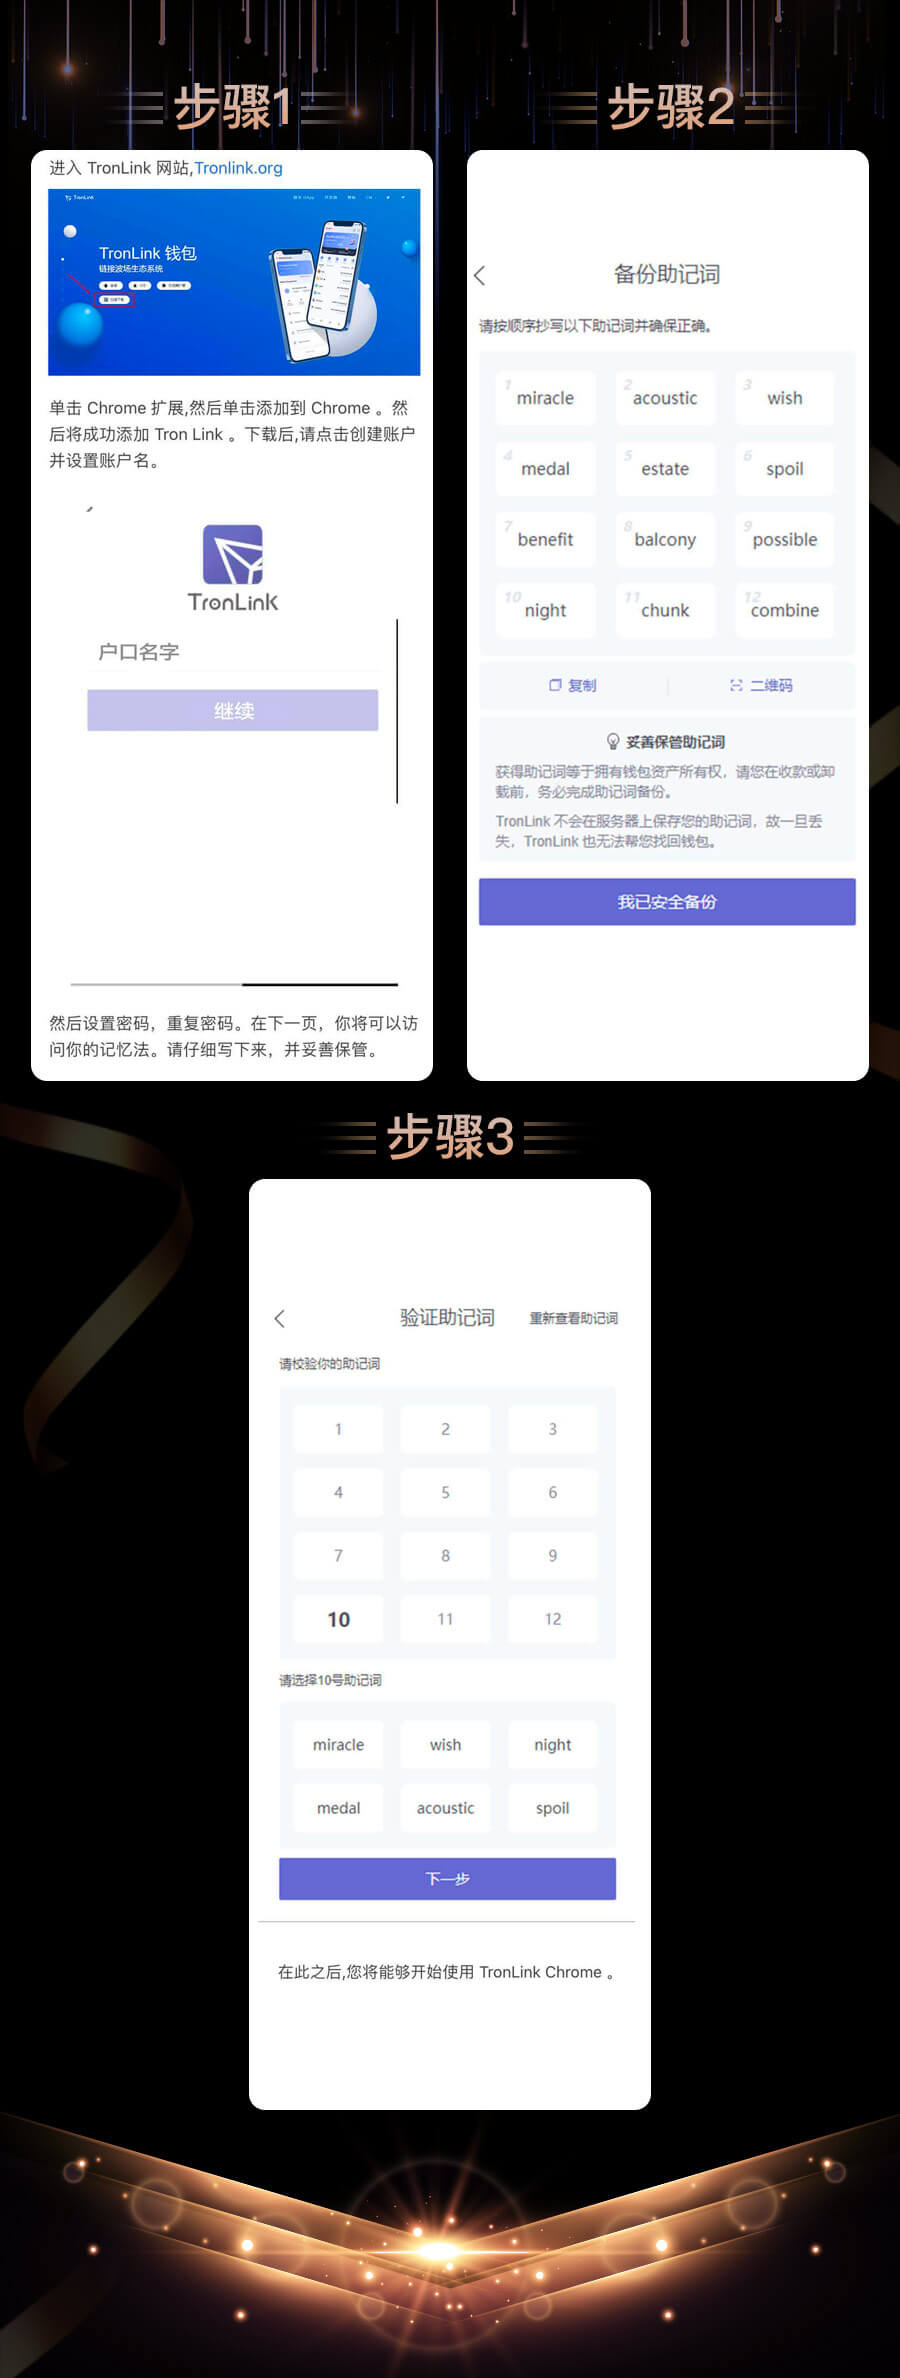 步骤1
进入 TronLink 网站,Tronlink.org
TronLink
TronLink 钱包
链接波场生态系统
单击 Chrome 扩展,然后单击添加到 Chrome 。然
后将成功添加 Tron Link 。下载后,请点击创建账户
并设置账户名。
TronLink
户口名字
继续
然后设置密码，重复密码。在下一页，你将可以访
问你的记忆法。请仔细写下来，并妥善保管。
步骤2
备份助记词
请按顺序抄写以下助记词并确保正确。
1 miracle
2 acoustic
3 wish
4 medal
5 estate
6 spoil
7 benefit
8 balcony
9 possible
10 night
11 chunk
12 combine
复制
二维码
妥善保管助记词
获得助记词等于拥有钱包资产所有权，请您在收款或卸
载前，务必完成助记词备份。
TronLink 不会在服务器上保存您的助记词，故一旦丢
失，TronLink 也无法帮您找回钱包。
我已安全备份
步骤3
验证助记词
重新查看助记词
请校验你的助记词
1 2 3
4 5 6
7 8 9
10 11 12
请选择10号助记词
miracle wish night
medal acoustic spoil
下一步
在此之后,您将能够开始使用 TronLink Chrome 。